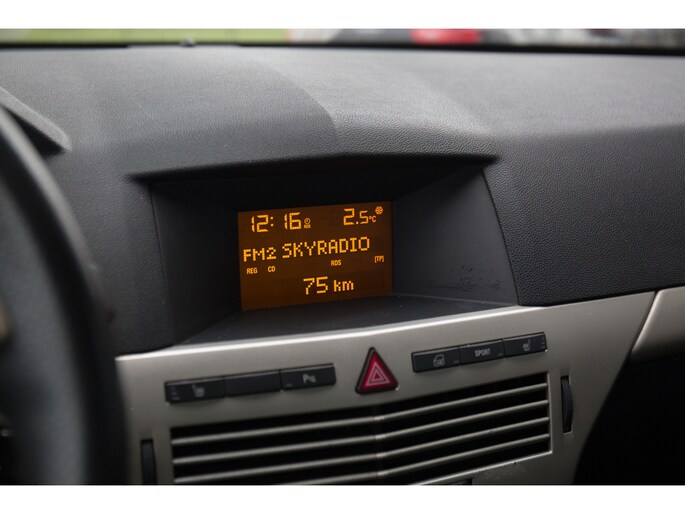 12:16 2.5°C
FM2 SKYRADIO
REG CD RDS [TP]
75 km
P
SPORT